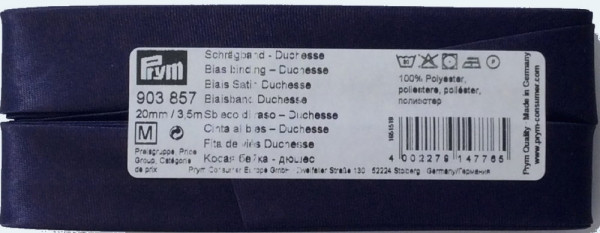 Prym
903 857
20mm / 3,5m
M
Preisgruppe, Price
Group, Catégorie
de prix
Schrägband - Duchesse
Bias binding - Duchesse
Biais Satin Duchesse
Biaisband Duchesse
Sbieco di raso - Duchesse
Cinta al bies - Duchesse
Fita de viés Duchesse
Косая бейка - дюшес
100% Polyester,
poliestere, poliéster,
полиэстер
4 002279 147765
Prym Consumer Europe GmbH · Zweifaller Straße 130 · 52224 Stolberg · Germany/Германия
Prym Quality · Made in Germany
www.prym-consumer.com